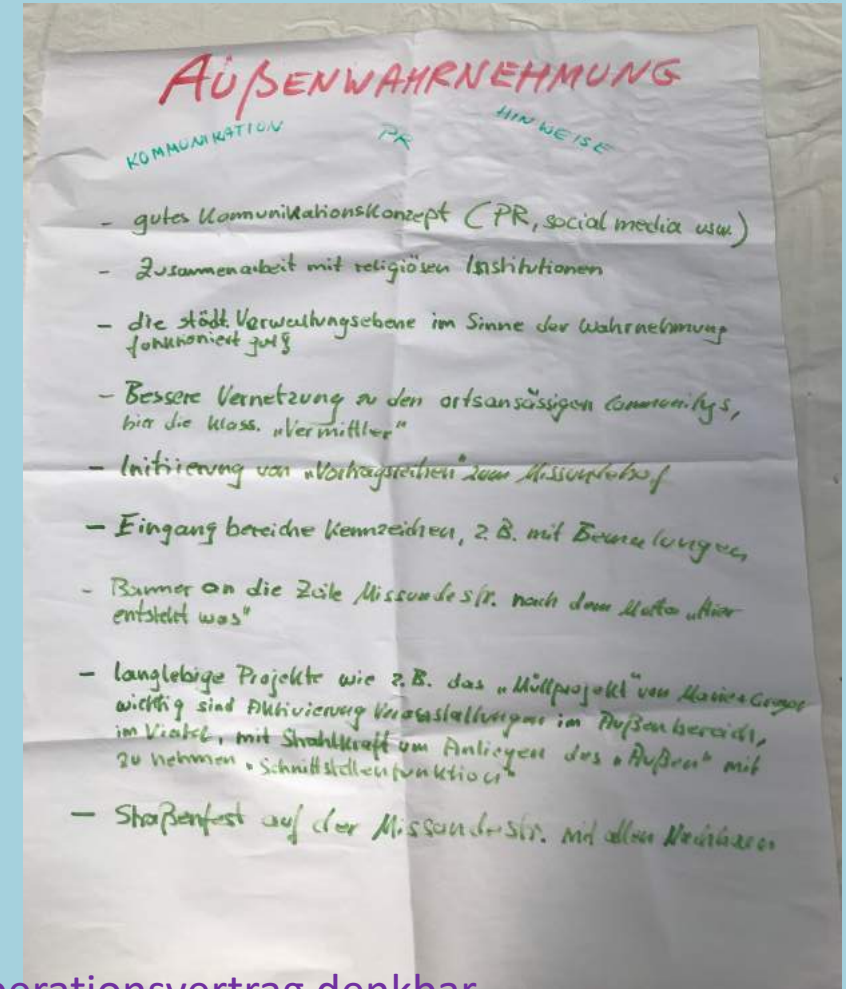 AUßENWAHRNEHMUNG
KOMMUNIKATION PR HINWEISE
- gutes Kommunikationskonzept (PR, social media usw.)
- Zusammenarbeit mit religiösen Institutionen
- die städt. Verwaltungsebene im Sinne der Wahrnehmung
funktioniert gut
- Bessere Vernetzung zu den ortsansässigen Communitys,
hier die klass. "Vermittler"
- Initiierung von "Vortragsreihen" zum
- Eingang bereiche Kennzeichen, z.B. mit Bemalungen
- Banner an die Zeile Missundestr. nach dem Motto "Hier
entsteht was"
- langlebige Projekte wie z.B. das "Müllprojekt" von Marie + Gregor
wichtig sind Aktivierung Veranstaltungen im Außenbereich,
im Viertel, mit Strahlkraft um Anliegen des "Außen" mit
zu nehmen "Schnittstellenfunktion"
- Straßenfest auf der Missundestr. mit allen Nachbarn
operationsvertrag denkbar